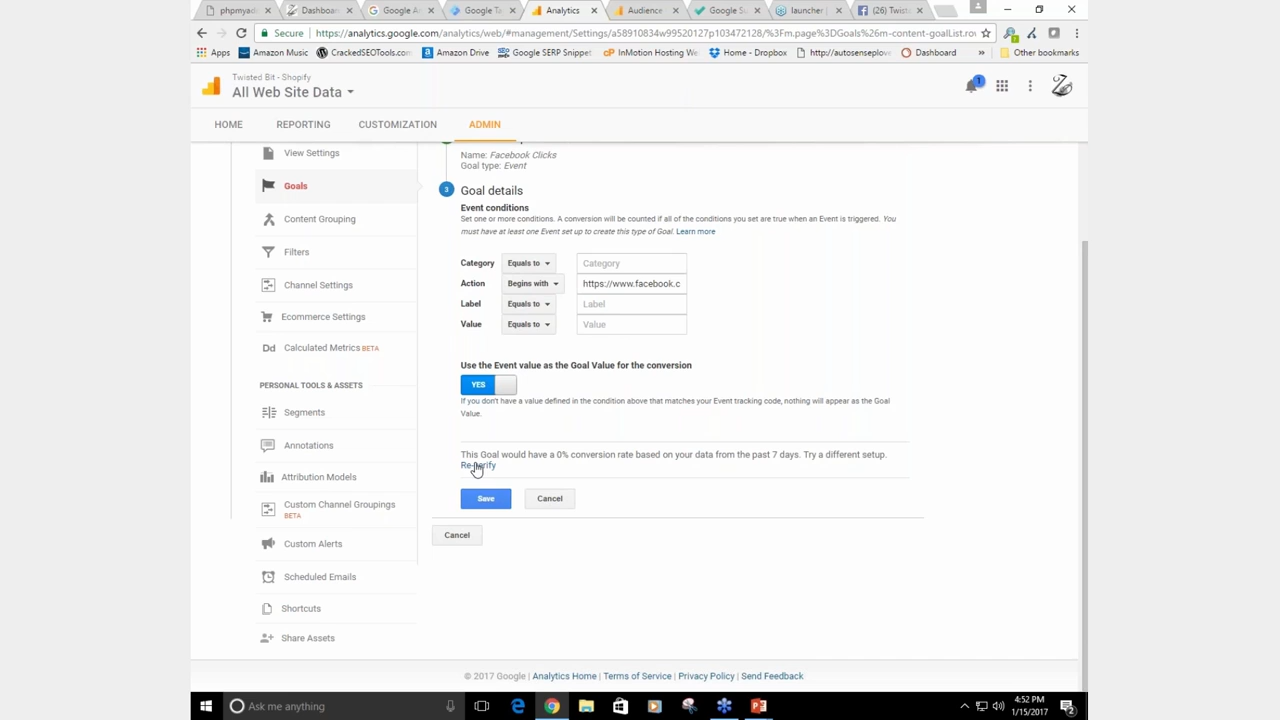 phpmyad
Dashboard
Google An
Google Ta
Analytics
Audience
Google Su
launcher
(26) Twist
Secure
https://analytics.google.com/analytics/web/#management/Settings/a58910834w99520127p103472128/%3Fm.page%3DGoals%26m-content-goalList.rov
Apps
Amazon Music
CrackedSEOTools.com
Amazon Drive
Google SERP Snippet
InMotion Hosting We
Home - Dropbox
http://autosenseplove
Dashboard
»
Other bookmarks
Twisted Bit - Shopify
All Web Site Data
1
HOME
REPORTING
CUSTOMIZATION
ADMIN
View Settings
Goals
Content Grouping
Filters
Channel Settings
Ecommerce Settings
Dd Calculated Metrics BETA
PERSONAL TOOLS & ASSETS
Segments
Annotations
Attribution Models
Custom Channel Groupings
BETA
Custom Alerts
Scheduled Emails
Shortcuts
Share Assets
Name: Facebook Clicks
Goal type: Event
3 Goal details
Event conditions
Set one or more conditions. A conversion will be counted if all of the conditions you set are true when an Event is triggered. You
must have at least one Event set up to create this type of Goal. Learn more
Category Equals to Category
Action Begins with https://www.facebook.c
Label Equals to Label
Value Equals to Value
Use the Event value as the Goal Value for the conversion
YES
If you don't have a value defined in the condition above that matches your Event tracking code, nothing will appear as the Goal
Value.
This Goal would have a 0% conversion rate based on your data from the past 7 days. Try a different setup.
Re-verify
Save Cancel
Cancel
© 2017 Google | Analytics Home | Terms of Service | Privacy Policy | Send Feedback
Ask me anything
4:52 PM
1/15/2017
2